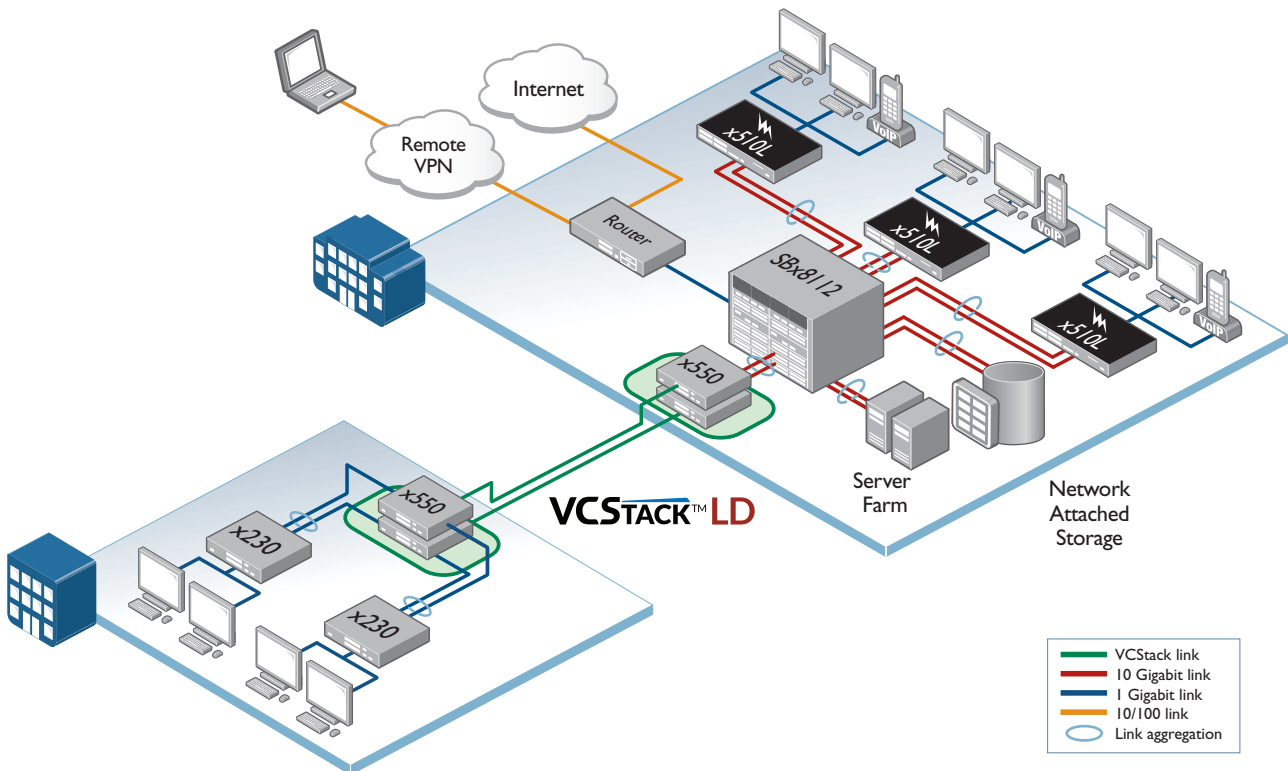 Internet
Remote
VPN
Router
x510L
VoIP
x510L
VoIP
x510L
VoIP
SBx8112
x550
x550
x230
x230
VCSTACK™ LD
Server
Farm
Network
Attached
Storage
VCStack link
10 Gigabit link
1 Gigabit link
10/100 link
Link aggregation